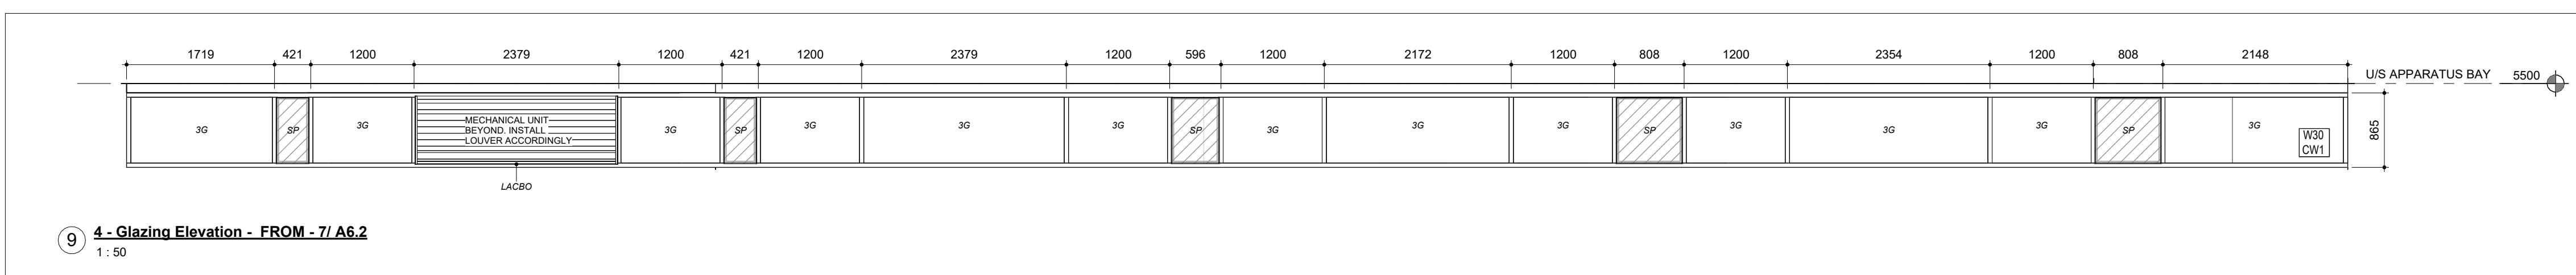 1719 421 1200 2379 1200 421 1200 2379 1200 596 1200 2172 1200 808 1200 2354 1200 808 2148
U/S APPARATUS BAY 5500
3G SP 3G MECHANICAL UNIT 3G SP 3G 3G 3G SP 3G 3G 3G SP 3G 3G 3G SP 3G
BEYOND. INSTALL
LOUVER ACCORDINGLY
W30
CW1
865
LACBO
9 4 - Glazing Elevation - FROM - 7/ A6.2
1 : 50